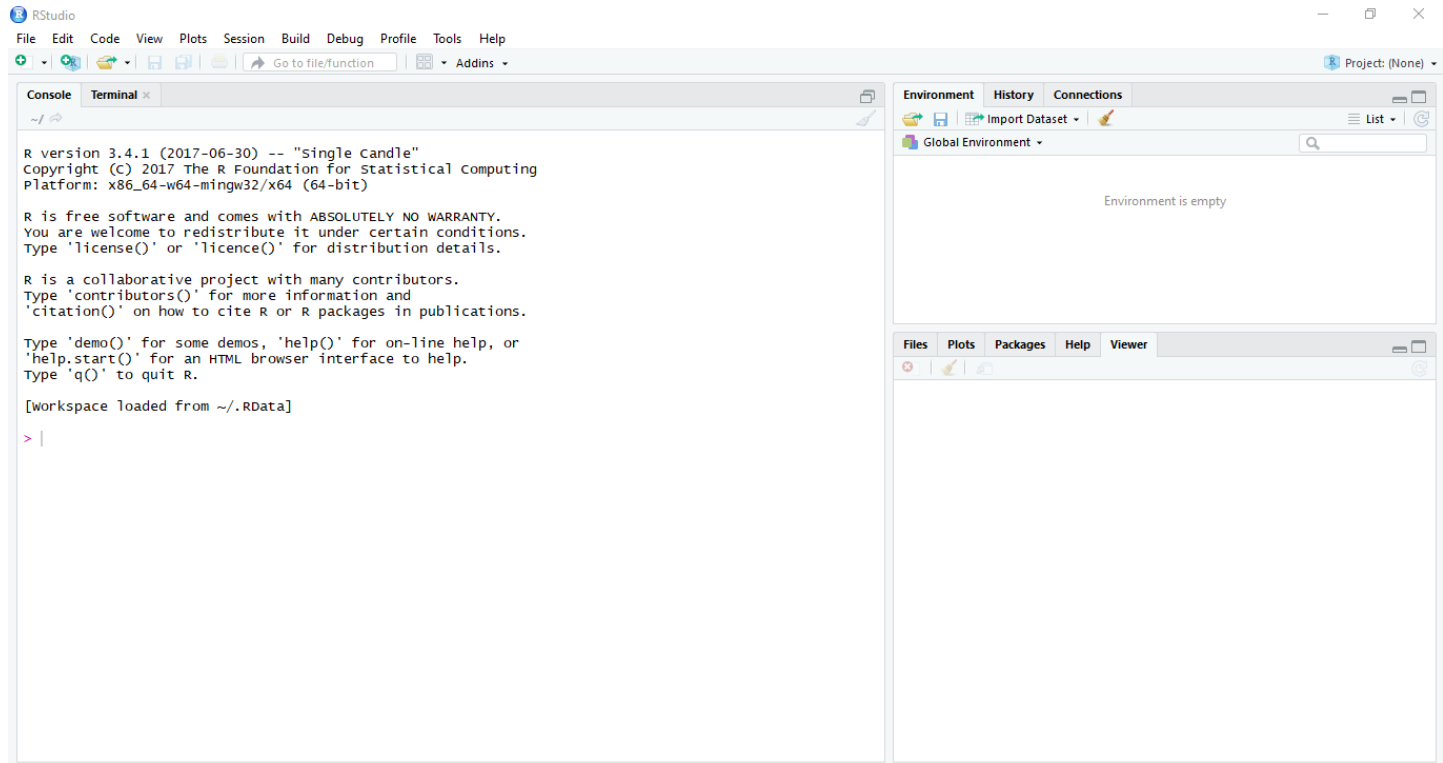 RStudio
File Edit Code View Plots Session Build Debug Profile Tools Help
Go to file/function Addins Project: (None)
Console Terminal
~/
R version 3.4.1 (2017-06-30) -- "Single Candle"
Copyright (C) 2017 The R Foundation for Statistical Computing
Platform: x86_64-w64-mingw32/x64 (64-bit)
R is free software and comes with ABSOLUTELY NO WARRANTY.
You are welcome to redistribute it under certain conditions.
Type 'license()' or 'licence()' for distribution details.
R is a collaborative project with many contributors.
Type 'contributors()' for more information and
'citation()' on how to cite R or R packages in publications.
Type 'demo()' for some demos, 'help()' for on-line help, or
'help.start()' for an HTML browser interface to help.
Type 'q()' to quit R.
[Workspace loaded from ~/.RData]
>
Environment History Connections
Import Dataset List
Global Environment
Environment is empty
Files Plots Packages Help Viewer